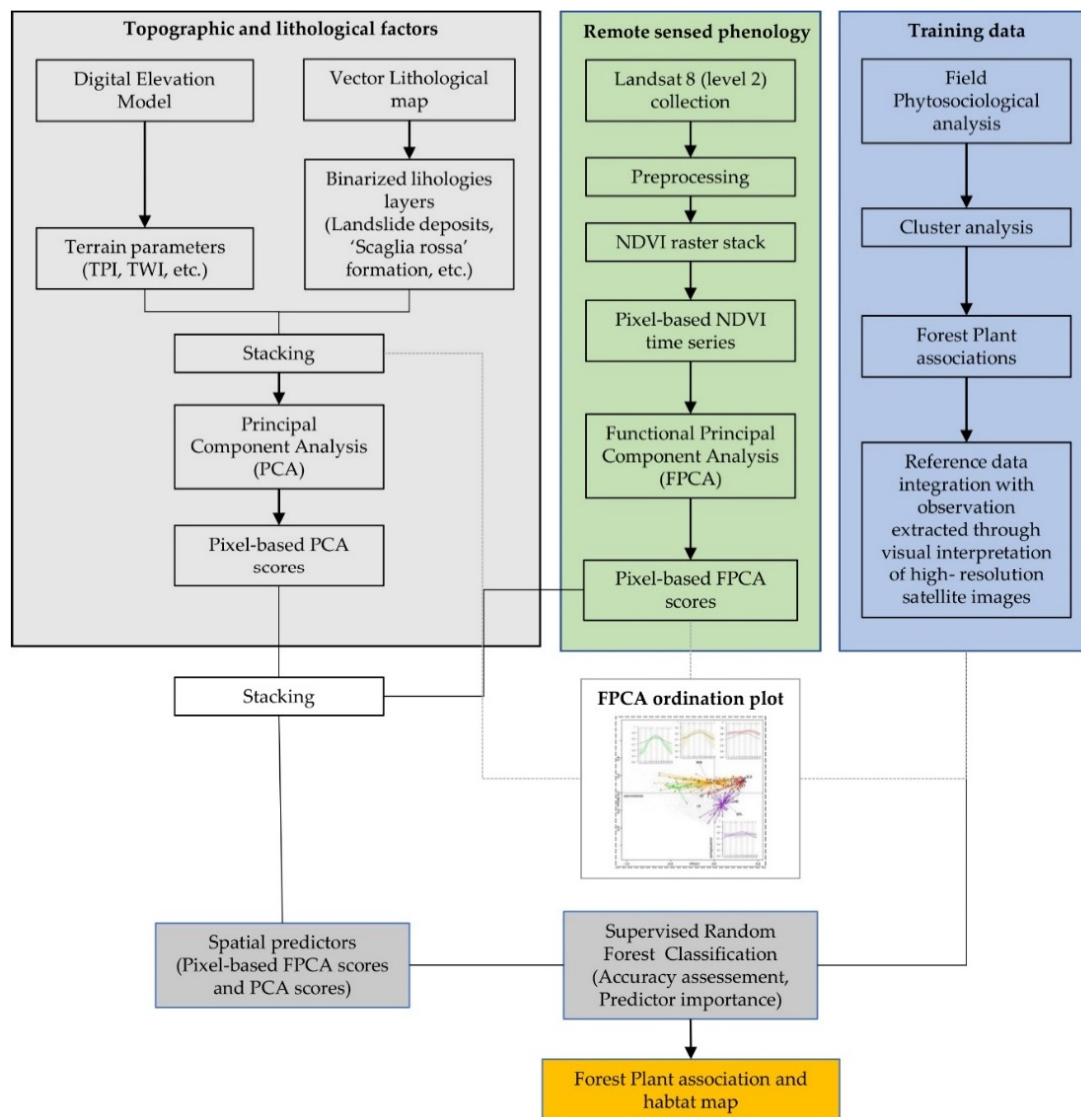 Topographic and lithological factors
Digital Elevation
Model
Vector Lithological
map
Binarized lihologies
layers
(Landslide deposits,
‘Scaglia rossa’
formation, etc.)
Terrain parameters
(TPI, TWI, etc.)
Stacking
Principal
Component Analysis
(PCA)
Pixel-based PCA
scores
Remote sensed phenology
Landsat 8 (level 2)
collection
Preprocessing
NDVI raster stack
Pixel-based NDVI
time series
Functional Principal
Component Analysis
(FPCA)
Pixel-based FPCA
scores
Training data
Field
Phytosociological
analysis
Cluster analysis
Forest Plant
associations
Reference data
integration with
observation
extracted through
visual interpretation
of high- resolution
satellite images
Stacking
FPCA ordination plot
Spatial predictors
(Pixel-based FPCA scores
and PCA scores)
Supervised Random
Forest Classification
(Accuracy assessement,
Predictor importance)
Forest Plant association and
habtat map